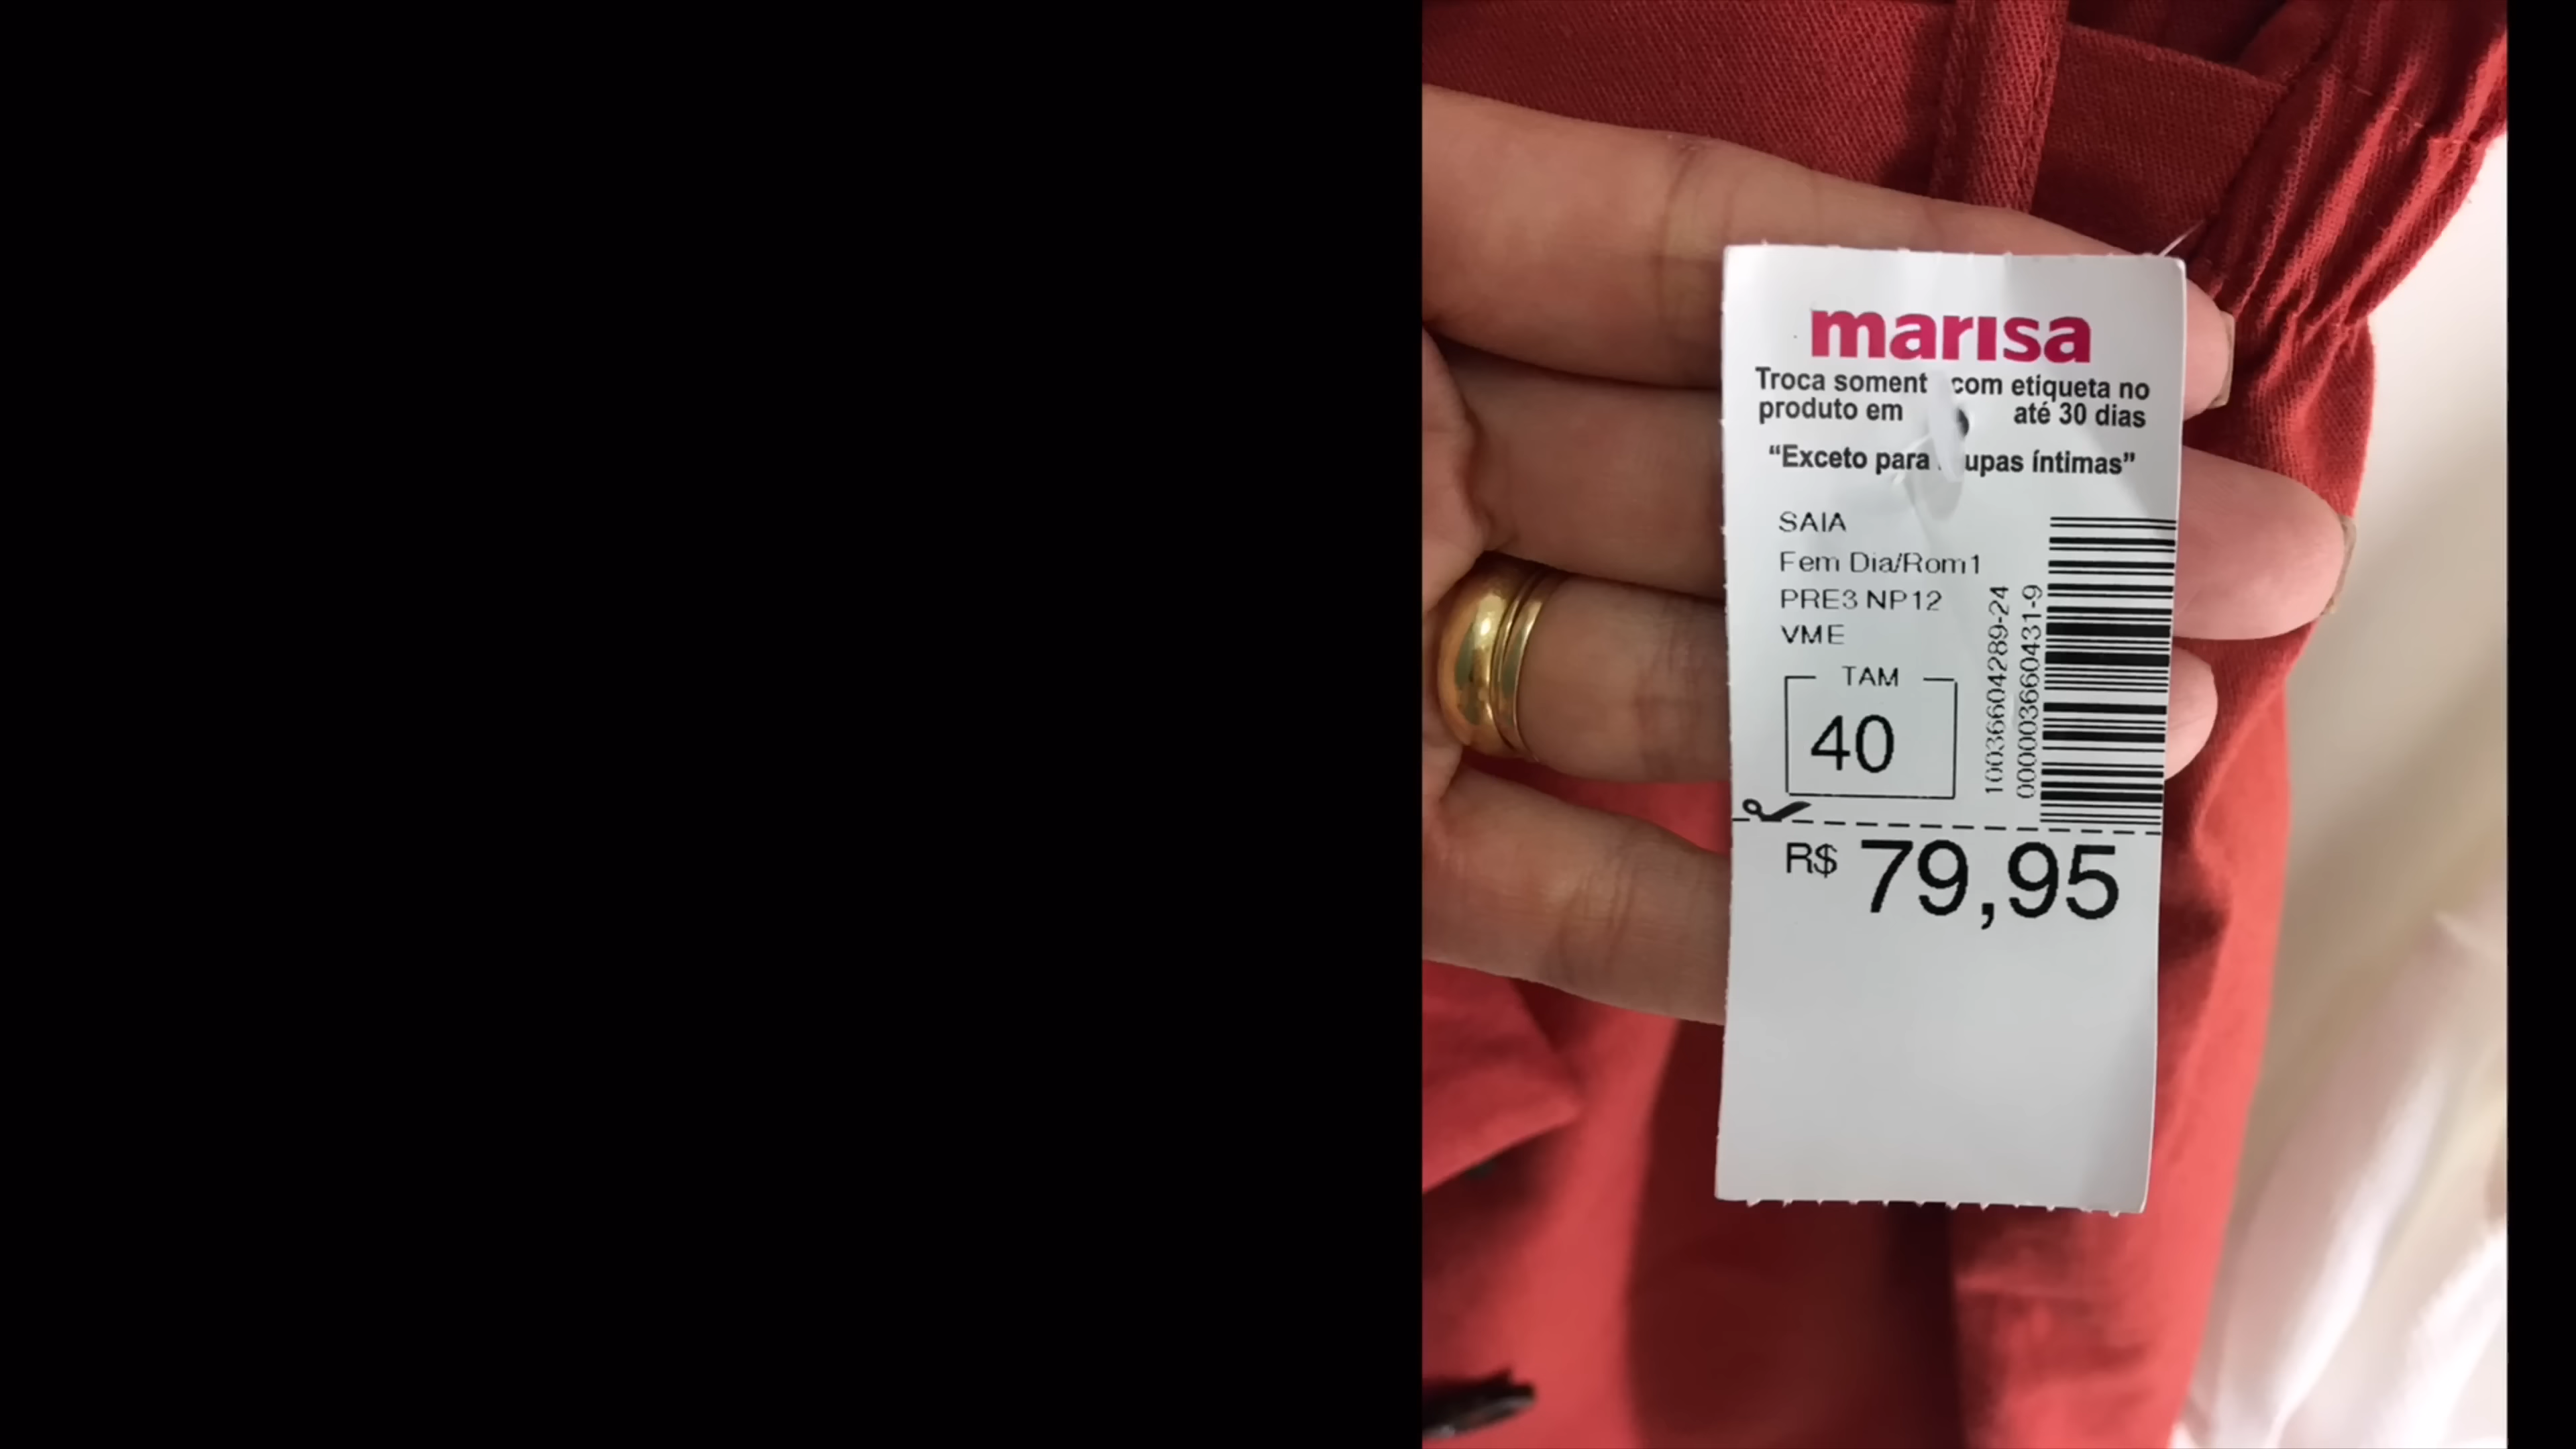 marisa
Troca soment com etiqueta no
produto em até 30 dias
“Exceto para upas íntimas”
SAIA
Fem Dia/Rom1
PRE3 NP12
VME
TAM
40
10036604289-24
000003660431-9
R$ 79,95